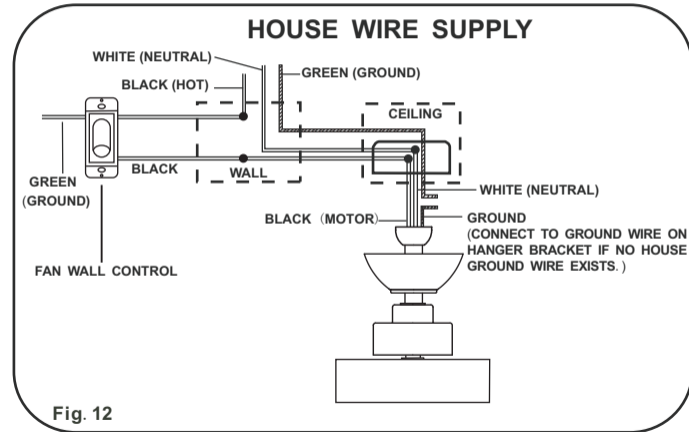 HOUSE WIRE SUPPLY
WHITE (NEUTRAL)
GREEN (GROUND)
BLACK (HOT)
CEILING
BLACK
WALL
GREEN
(GROUND)
WHITE (NEUTRAL)
BLACK (MOTOR)
GROUND
(CONNECT TO GROUND WIRE ON
HANGER BRACKET IF NO HOUSE
GROUND WIRE EXISTS. )
FAN WALL CONTROL
Fig. 12